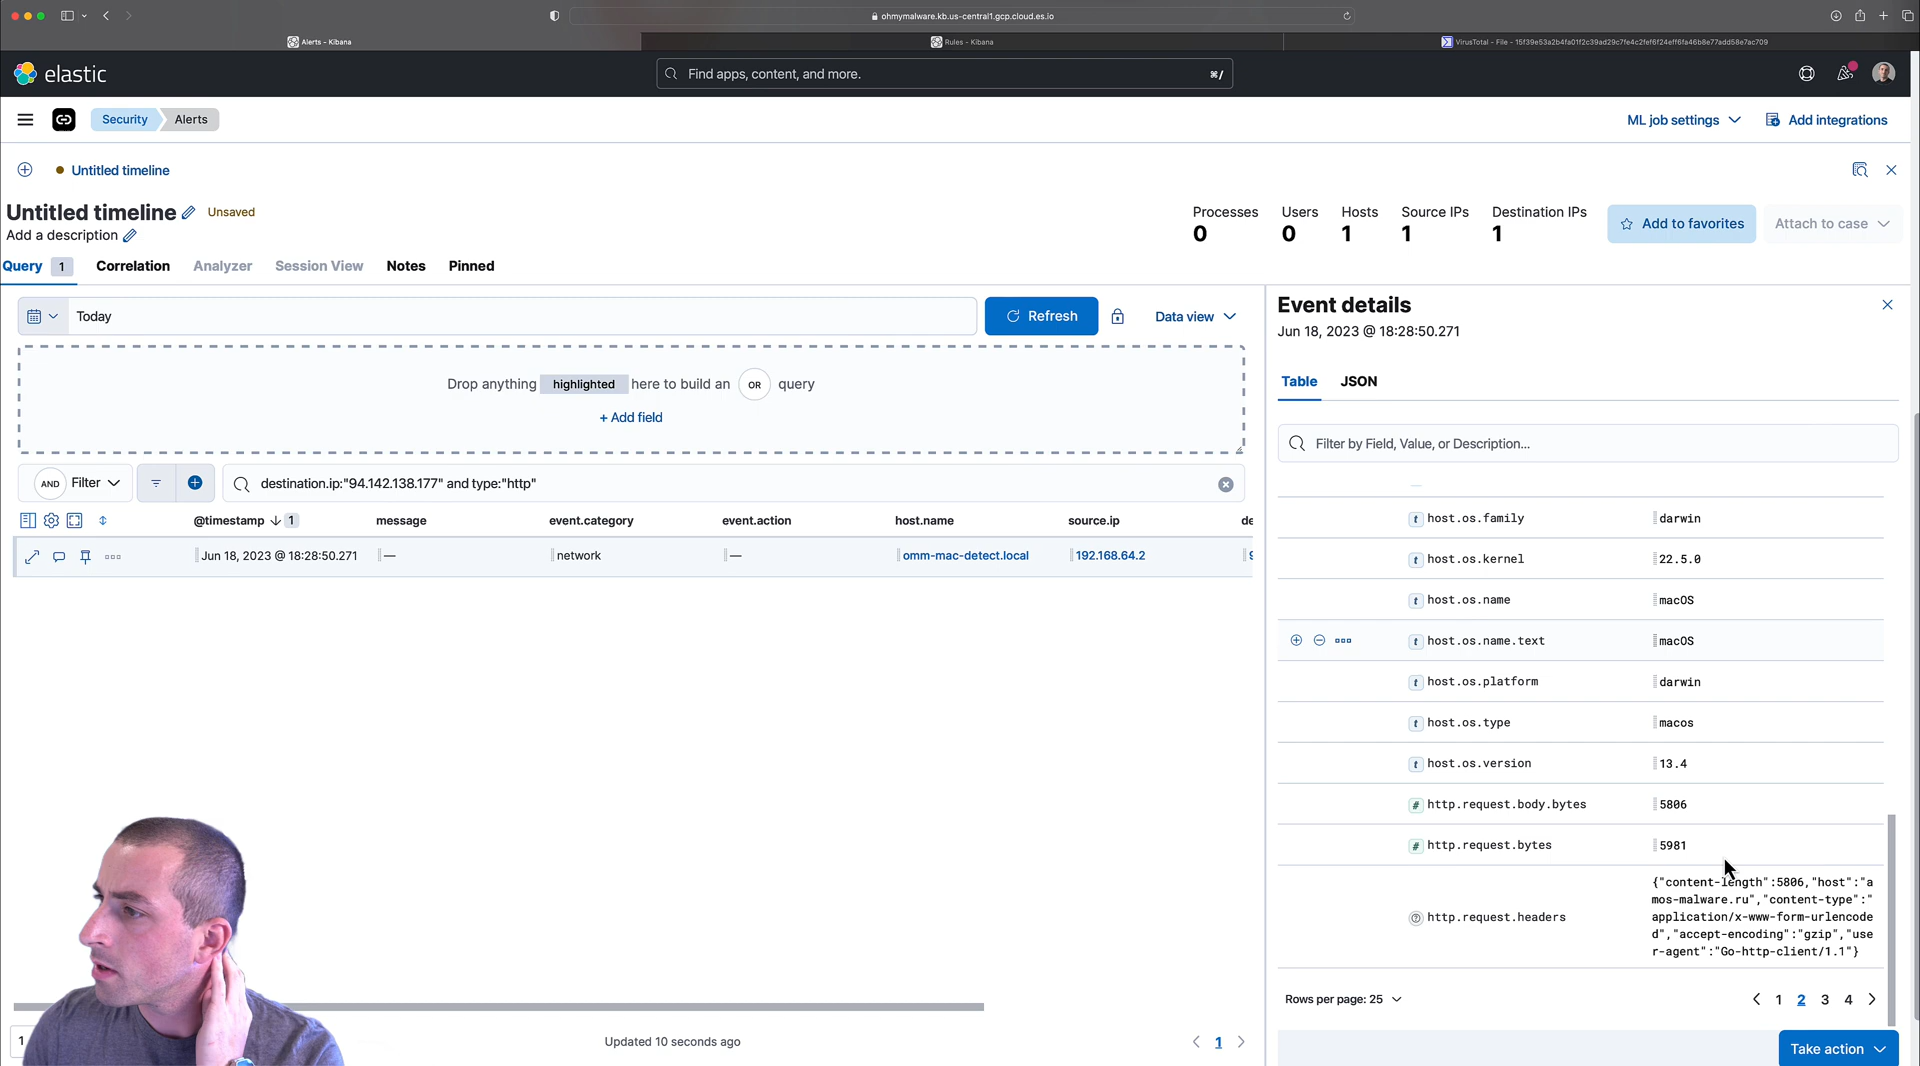 ohmymalware.kb.us-central1.gcp.cloud.es.io
Alerts - Kibana
Rules - Kibana
VirusTotal - File - 15f39e53a2b4fa01f2c39ad29c7fe4c2fef6f24eff6fa46b8e77add58e7ac709
elastic
Find apps, content, and more.
⌘/
Security
Alerts
ML job settings
Add integrations
Untitled timeline
Untitled timeline
Unsaved
Add a description
Processes
0
Users
0
Hosts
1
Source IPs
1
Destination IPs
1
Add to favorites
Attach to case
Query 1
Correlation
Analyzer
Session View
Notes
Pinned
Today
Refresh
Data view
Drop anything highlighted here to build an OR query
+ Add field
AND Filter
destination.ip:"94.142.138.177" and type:"http"
@timestamp 1
message
event.category
event.action
host.name
source.ip
de
Jun 18, 2023 @ 18:28:50.271
—
network
—
omm-mac-detect.local
192.168.64.2
9
1
Updated 10 seconds ago
1
Event details
Jun 18, 2023 @ 18:28:50.271
Table
JSON
Filter by Field, Value, or Description...
t host.os.family darwin
t host.os.kernel 22.5.0
t host.os.name macOS
t host.os.name.text macOS
t host.os.platform darwin
t host.os.type macos
t host.os.version 13.4
# http.request.body.bytes 5806
# http.request.bytes 5981
http.request.headers
{"content-length":5806,"host":"a
mos-malware.ru","content-type":"
application/x-www-form-urlencode
d","accept-encoding":"gzip","use
r-agent":"Go-http-client/1.1"}
Rows per page: 25
1 2 3 4
Take action